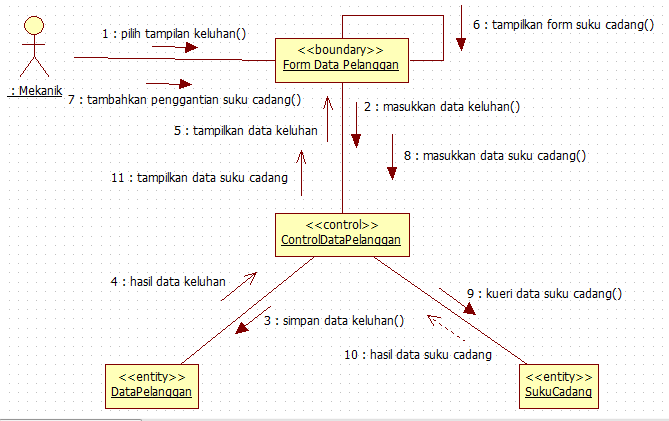 6 : tampilkan form suku cadang()
1 : pilih tampilan keluhan()
<<boundary>>
Form Data Pelanggan
: Mekanik
7 : tambahkan penggantian suku cadang()
2 : masukkan data keluhan()
5 : tampilkan data keluhan
8 : masukkan data suku cadang()
11 : tampilkan data suku cadang
<<control>>
ControlDataPelanggan
4 : hasil data keluhan
9 : kueri data suku cadang()
3 : simpan data keluhan()
10 : hasil data suku cadang
<<entity>>
DataPelanggan
<<entity>>
SukuCadang